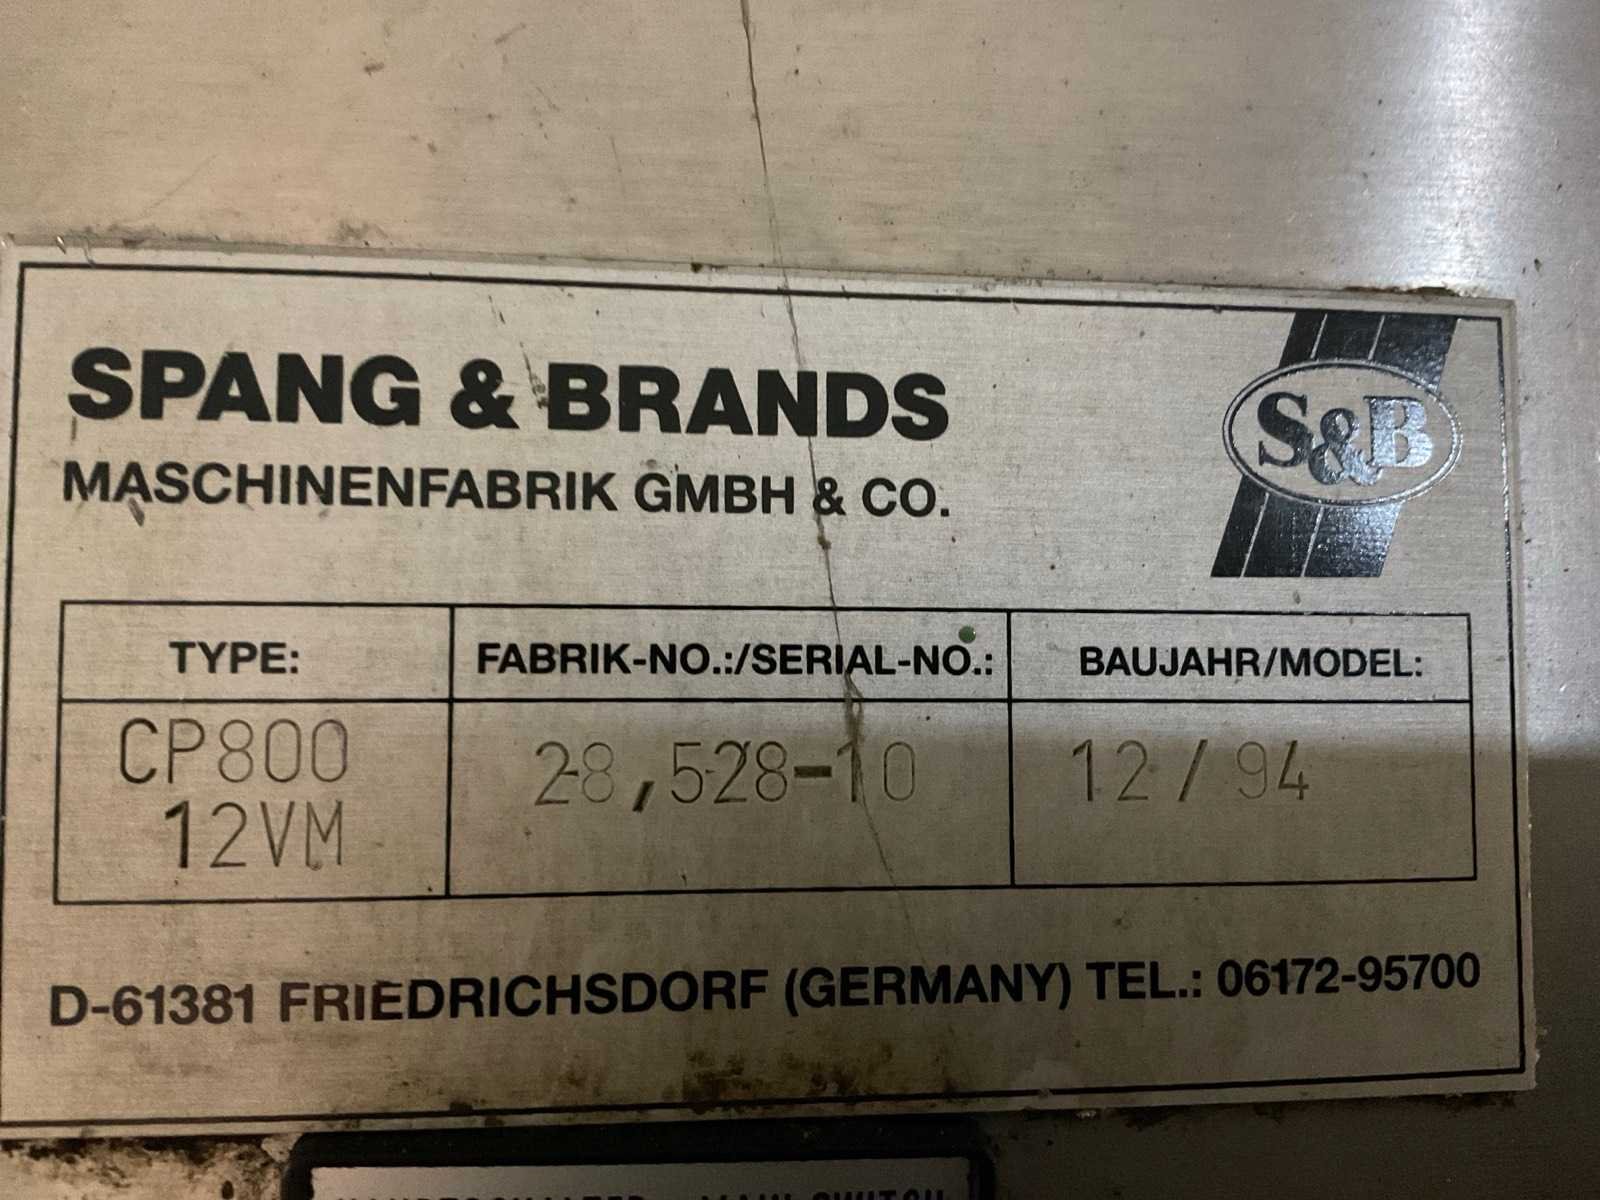 SPANG & BRANDS
S&B
MASCHINENFABRIK GMBH & CO.
TYPE: FABRIK-NO.:/SERIAL-NO.: BAUJAHR/MODEL:
CP800 28,528-10 12/94
12VM
D-61381 FRIEDRICHSDORF (GERMANY) TEL.: 06172-95700